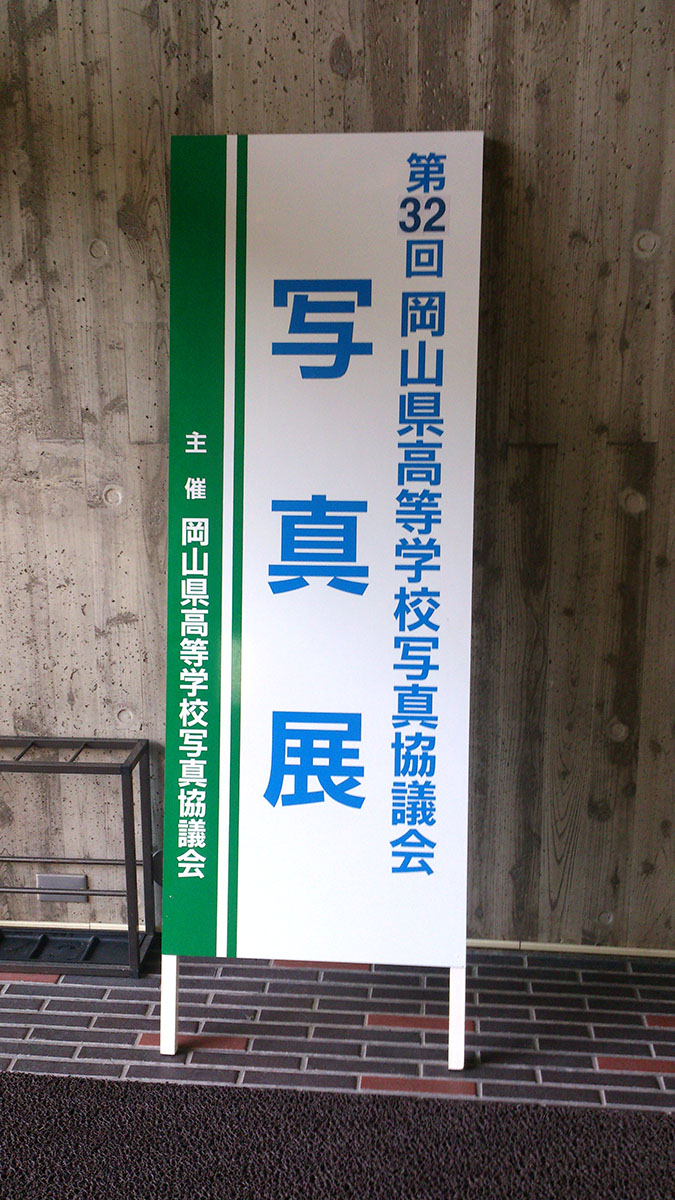 第32回 岡山県高等学校写真協議会
写真展
主催 岡山県高等学校写真協議会